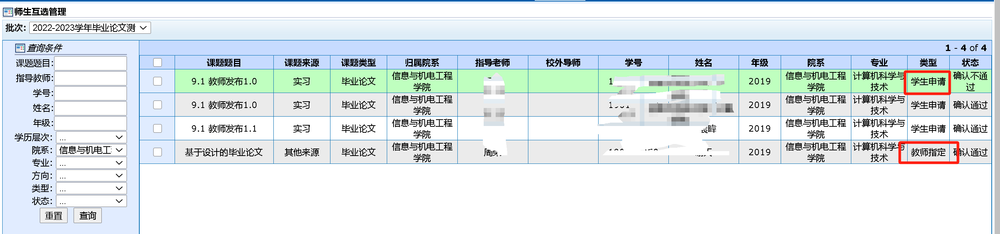 师生互选管理
批次: 2022-2023学年毕业论文测
查询条件
课题题目:
指导教师:
学号:
姓名:
年级:
学历层次: ...
院系: 信息与机电工
专业: ...
方向: ...
类型: ...
状态: ...
重置 查询
1 - 4 of 4
课题题目 课题来源 课题类型 归属院系 指导老师 校外导师 学号 姓名 年级 院系 专业 类型 状态
9.1 教师发布1.0 实习 毕业论文 信息与机电工程学院 1 2019 信息与机电工程学院 计算机科学与技术 学生申请 确认不通过
9.1 教师发布1.0 实习 毕业论文 信息与机电工程学院 2019 信息与机电工程学院 计算机科学与技术 学生申请 确认通过
9.1 教师发布1.1 实习 毕业论文 信息与机电工程学院 暐 2019 信息与机电工程学院 计算机科学与技术 学生申请 确认通过
基于设计的毕业论文 其他来源 毕业论文 信息与机电工程学院 周 2019 信息与机电工程学院 计算机科学与技术 教师指定 确认通过